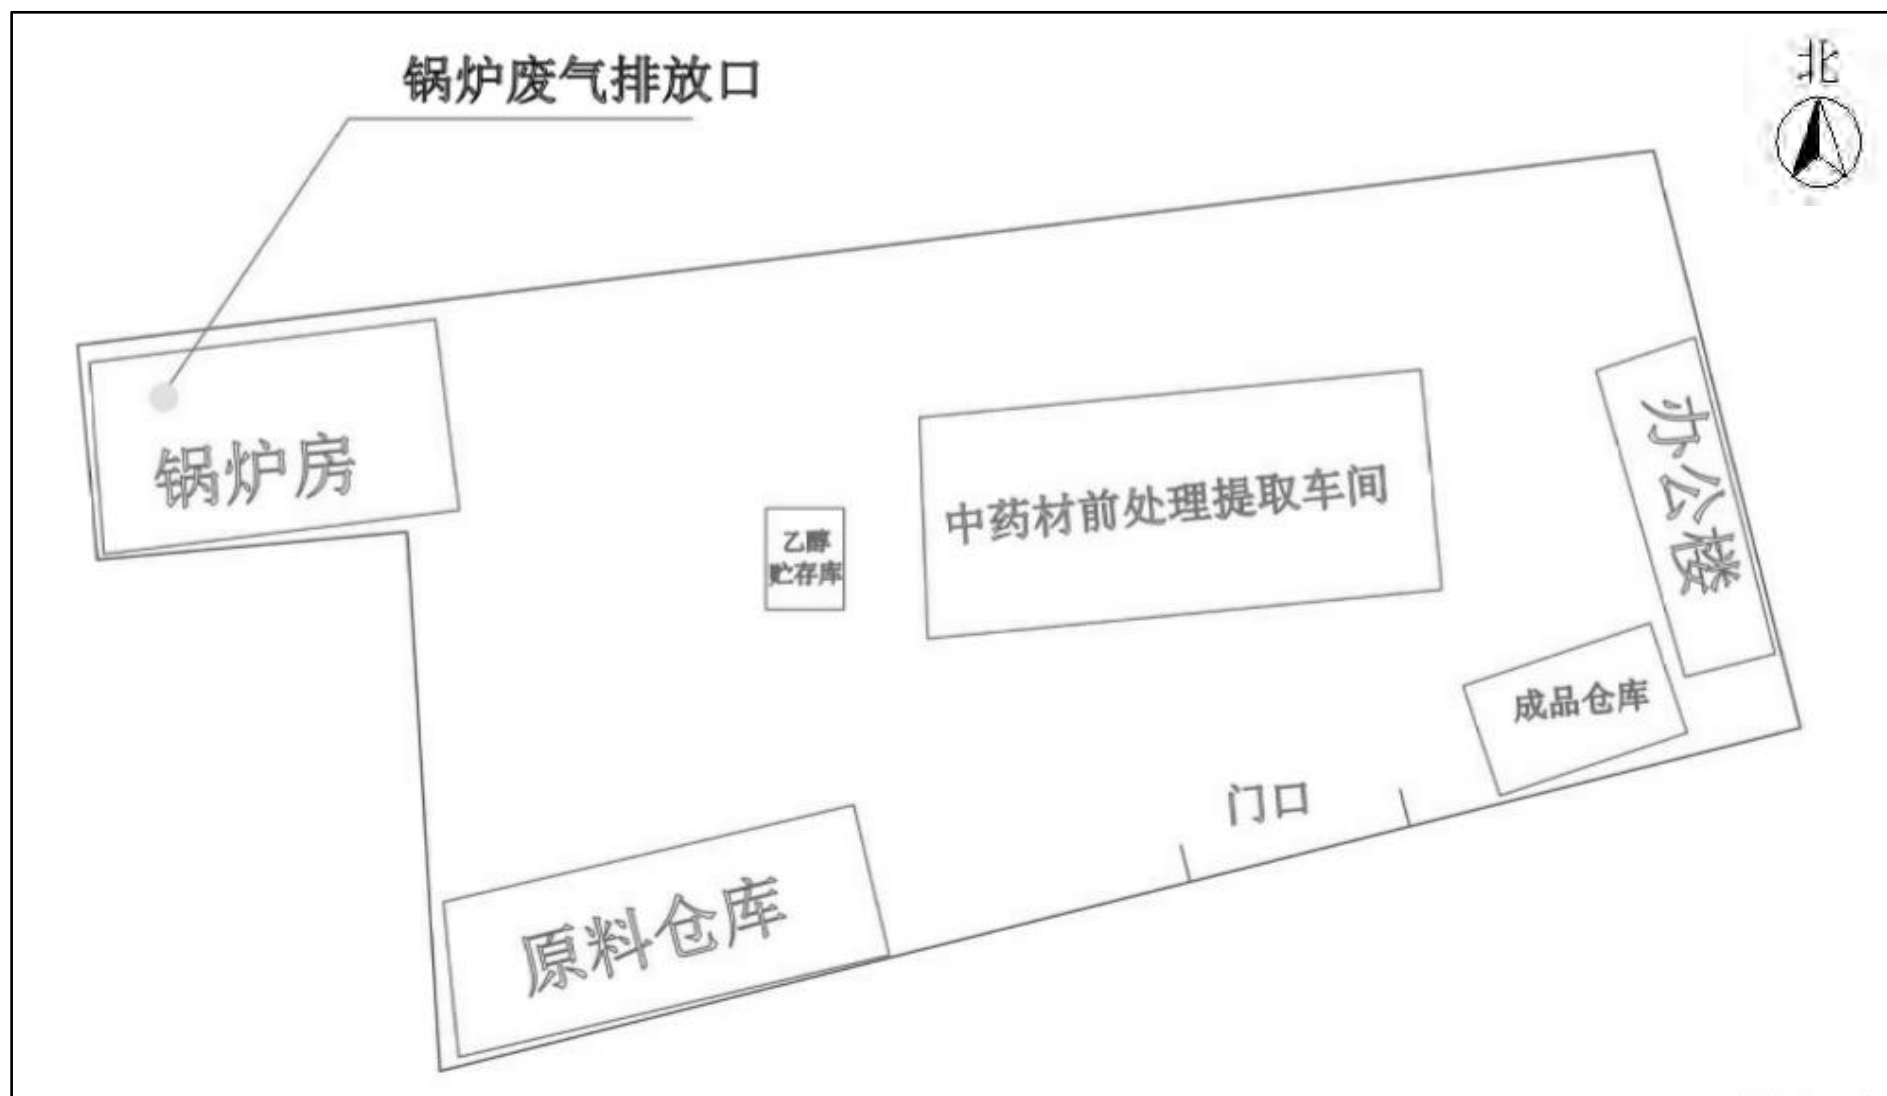 北
锅炉废气排放口
锅炉房
中药材前处理提取车间
办公楼
乙醇
贮存库
成品仓库
门口
原料仓库